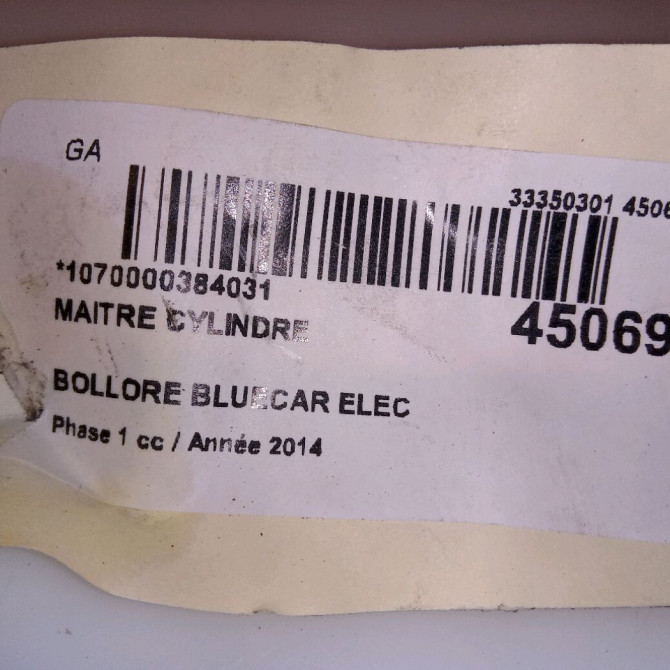 GA
33350301 4506
*1070000384031
MAITRE CYLINDRE
45069
BOLLORE BLUECAR ELEC
Phase 1 cc / Année 2014